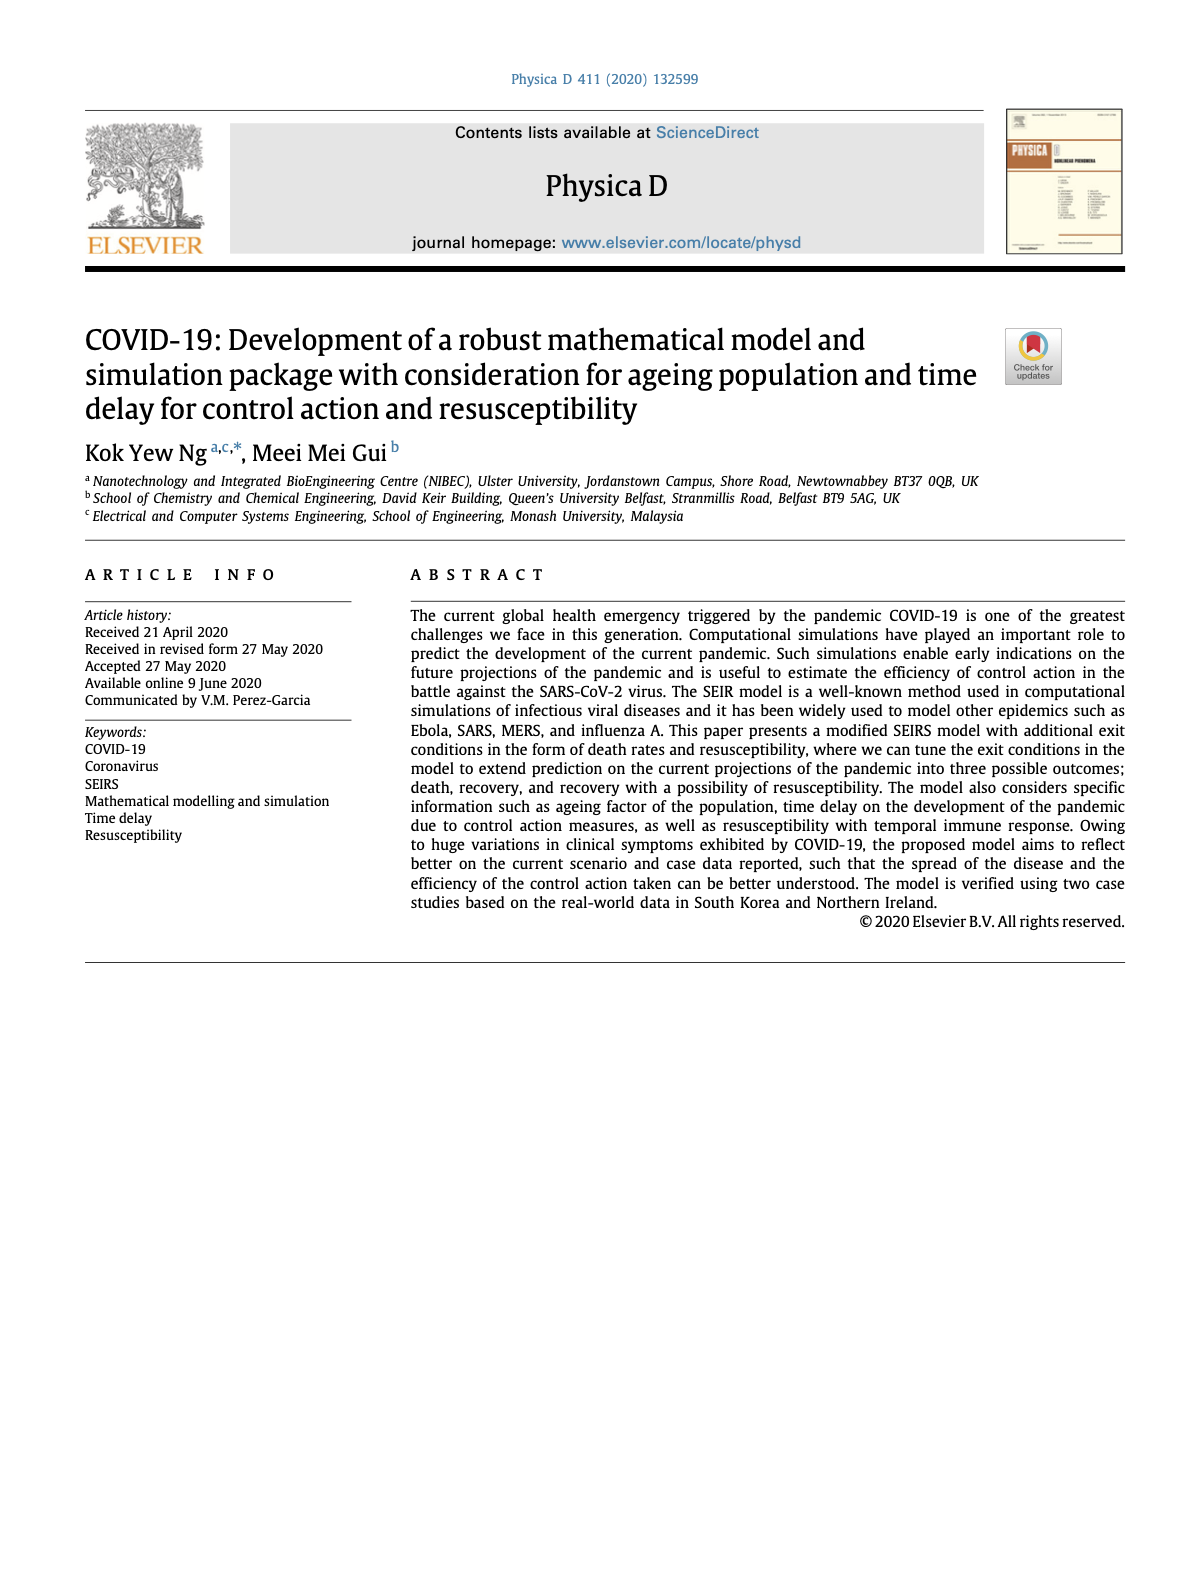 Physica D 411 (2020) 132599
Contents lists available at ScienceDirect
Physica D
journal homepage: www.elsevier.com/locate/physd
ELSEVIER
PHYSICA D
NONLINEAR PHENOMENA
COVID-19: Development of a robust mathematical model and
simulation package with consideration for ageing population and time
delay for control action and resusceptibility
Check for
updates
Kok Yew Ng a,c,*, Meei Mei Gui b
a Nanotechnology and Integrated BioEngineering Centre (NIBEC), Ulster University, Jordanstown Campus, Shore Road, Newtownabbey BT37 0QB, UK
b School of Chemistry and Chemical Engineering, David Keir Building, Queen's University Belfast, Stranmillis Road, Belfast BT9 5AG, UK
c Electrical and Computer Systems Engineering, School of Engineering, Monash University, Malaysia
ARTICLE INFO
Article history:
Received 21 April 2020
Received in revised form 27 May 2020
Accepted 27 May 2020
Available online 9 June 2020
Communicated by V.M. Perez-Garcia
Keywords:
COVID-19
Coronavirus
SEIRS
Mathematical modelling and simulation
Time delay
Resusceptibility
ABSTRACT
The current global health emergency triggered by the pandemic COVID-19 is one of the greatest
challenges we face in this generation. Computational simulations have played an important role to
predict the development of the current pandemic. Such simulations enable early indications on the
future projections of the pandemic and is useful to estimate the efficiency of control action in the
battle against the SARS-CoV-2 virus. The SEIR model is a well-known method used in computational
simulations of infectious viral diseases and it has been widely used to model other epidemics such as
Ebola, SARS, MERS, and influenza A. This paper presents a modified SEIRS model with additional exit
conditions in the form of death rates and resusceptibility, where we can tune the exit conditions in the
model to extend prediction on the current projections of the pandemic into three possible outcomes;
death, recovery, and recovery with a possibility of resusceptibility. The model also considers specific
information such as ageing factor of the population, time delay on the development of the pandemic
due to control action measures, as well as resusceptibility with temporal immune response. Owing
to huge variations in clinical symptoms exhibited by COVID-19, the proposed model aims to reflect
better on the current scenario and case data reported, such that the spread of the disease and the
efficiency of the control action taken can be better understood. The model is verified using two case
studies based on the real-world data in South Korea and Northern Ireland.
© 2020 Elsevier B.V. All rights reserved.